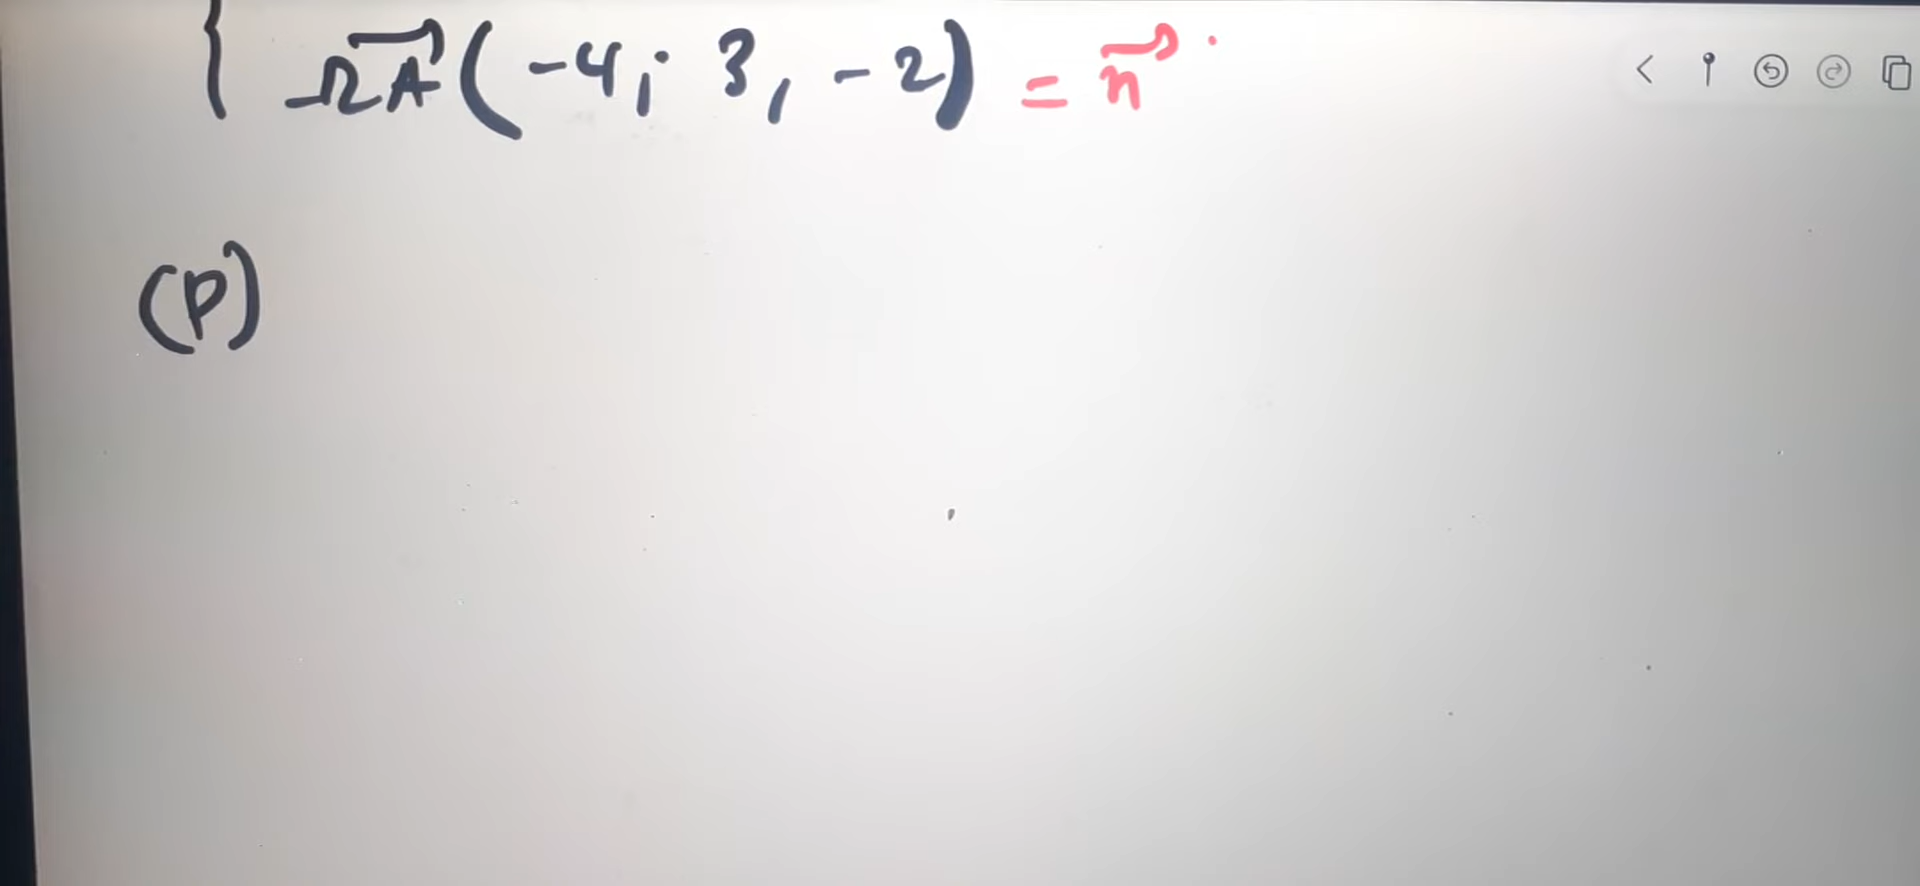 { ΩA⃗ (-4; 3, -2) = n⃗
(P)